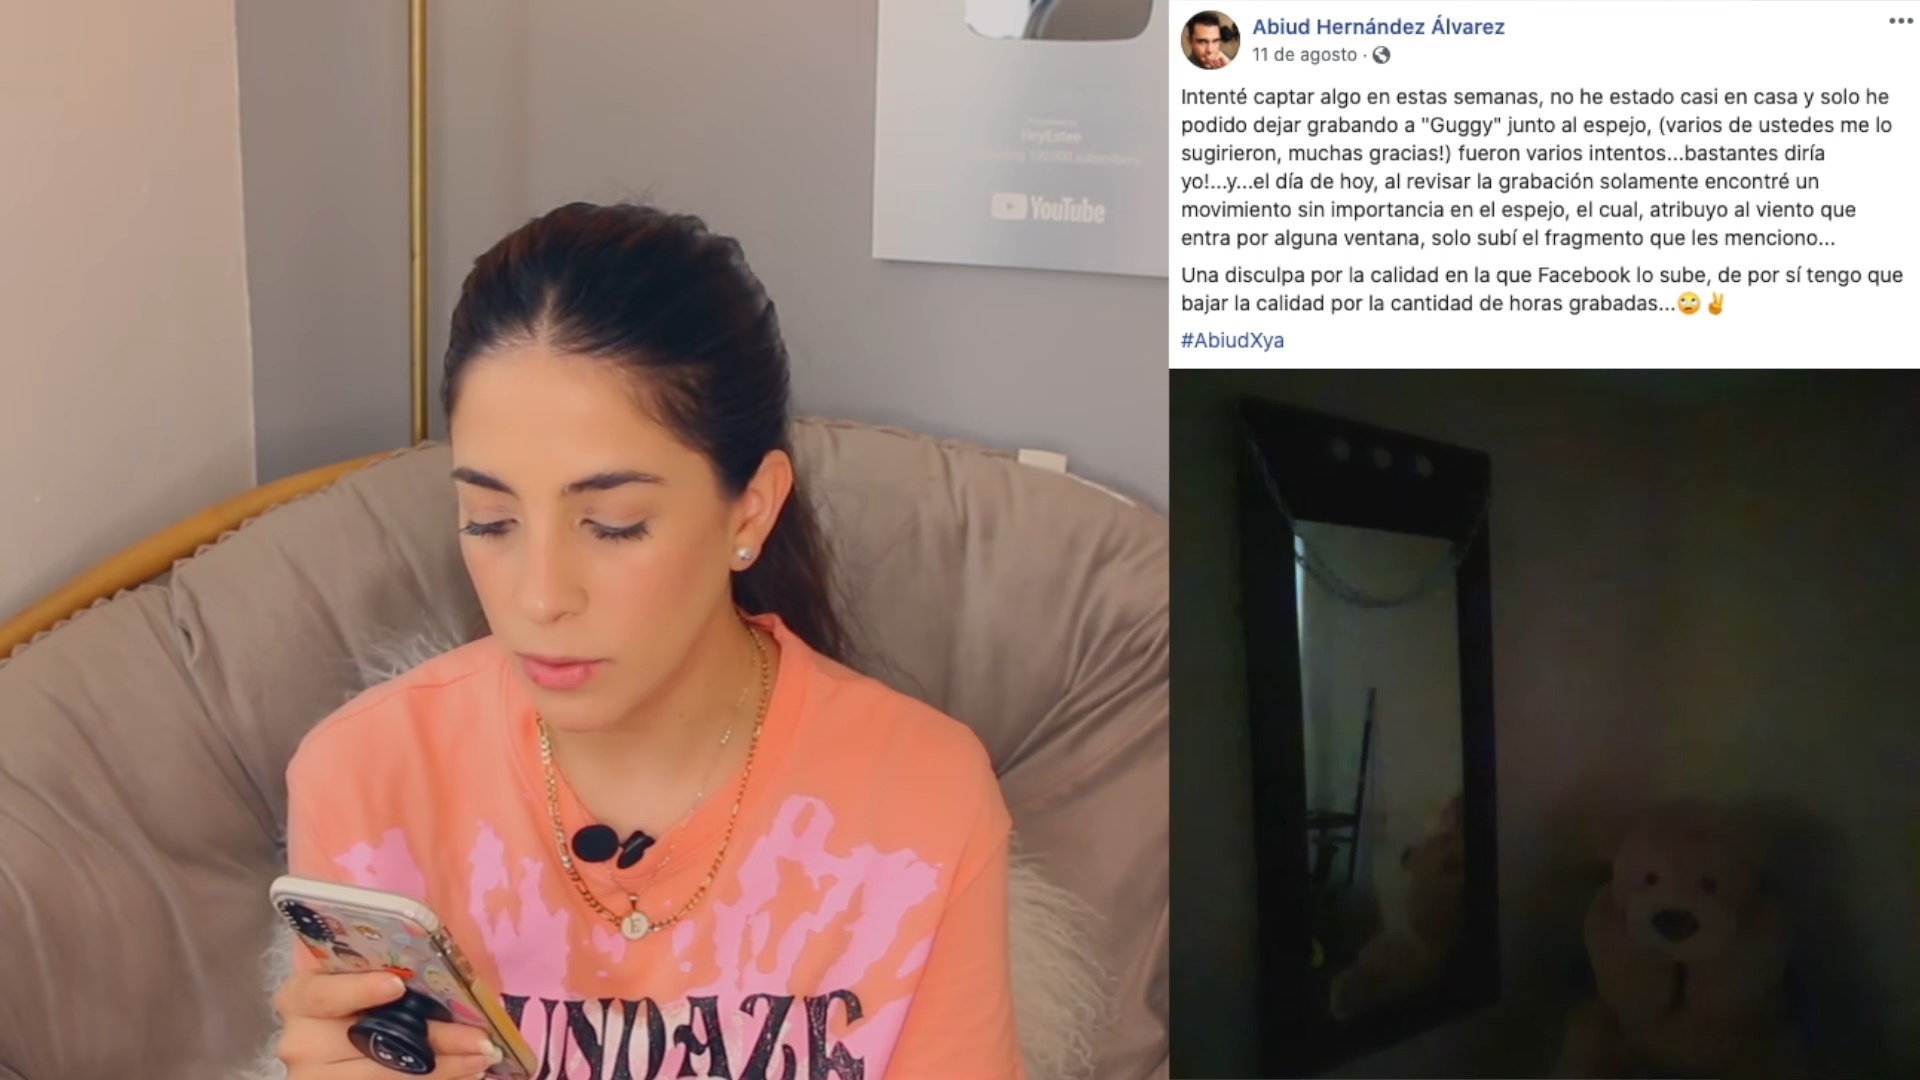 HeyEstee
YouTube
E
UNDAZE
Abiud Hernández Álvarez
11 de agosto ·
Intenté captar algo en estas semanas, no he estado casi en casa y solo he
podido dejar grabando a "Guggy" junto al espejo, (varios de ustedes me lo
sugirieron, muchas gracias!) fueron varios intentos...bastantes diría
yo!...y...el día de hoy, al revisar la grabación solamente encontré un
movimiento sin importancia en el espejo, el cual, atribuyo al viento que
entra por alguna ventana, solo subí el fragmento que les menciono...
Una disculpa por la calidad en la que Facebook lo sube, de por sí tengo que
bajar la calidad por la cantidad de horas grabadas...🙄✌️
#AbiudXya